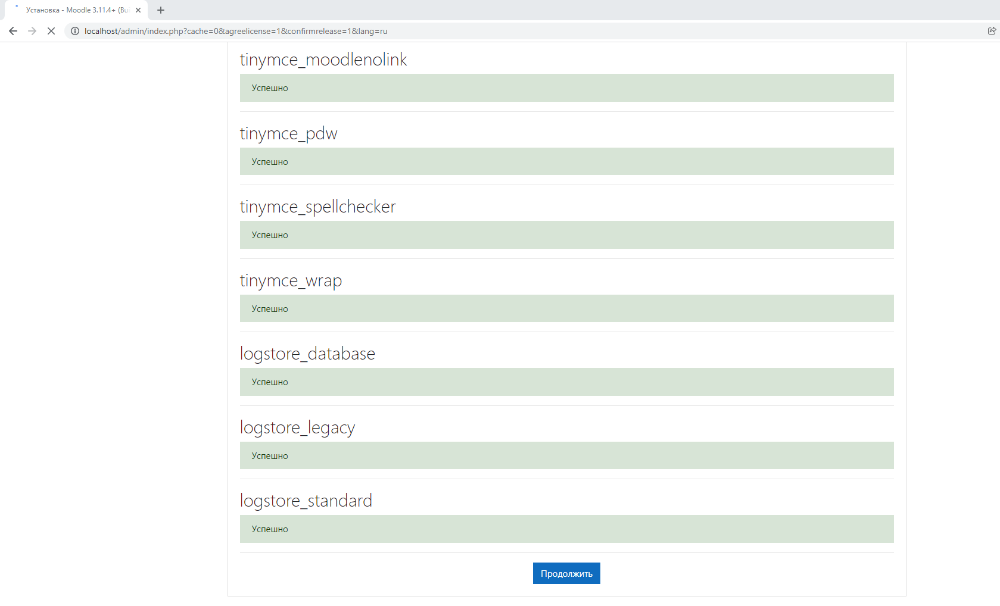 Установка - Moodle 3.11.4+ (Bu
localhost/admin/index.php?cache=0&agreelicense=1&confirmrelease=1&lang=ru
tinymce_moodlenolink
Успешно
tinymce_pdw
Успешно
tinymce_spellchecker
Успешно
tinymce_wrap
Успешно
logstore_database
Успешно
logstore_legacy
Успешно
logstore_standard
Успешно
Продолжить